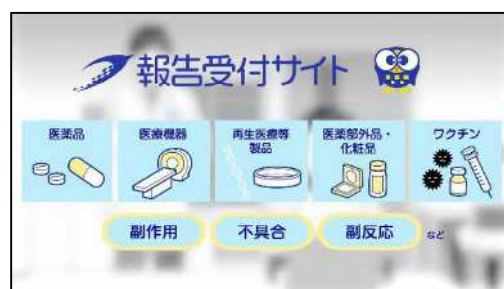 報告受付サイト
医薬品
医療機器
再生医療等
製品
医薬部外品・
化粧品
ワクチン
副作用
不具合
副反応
など